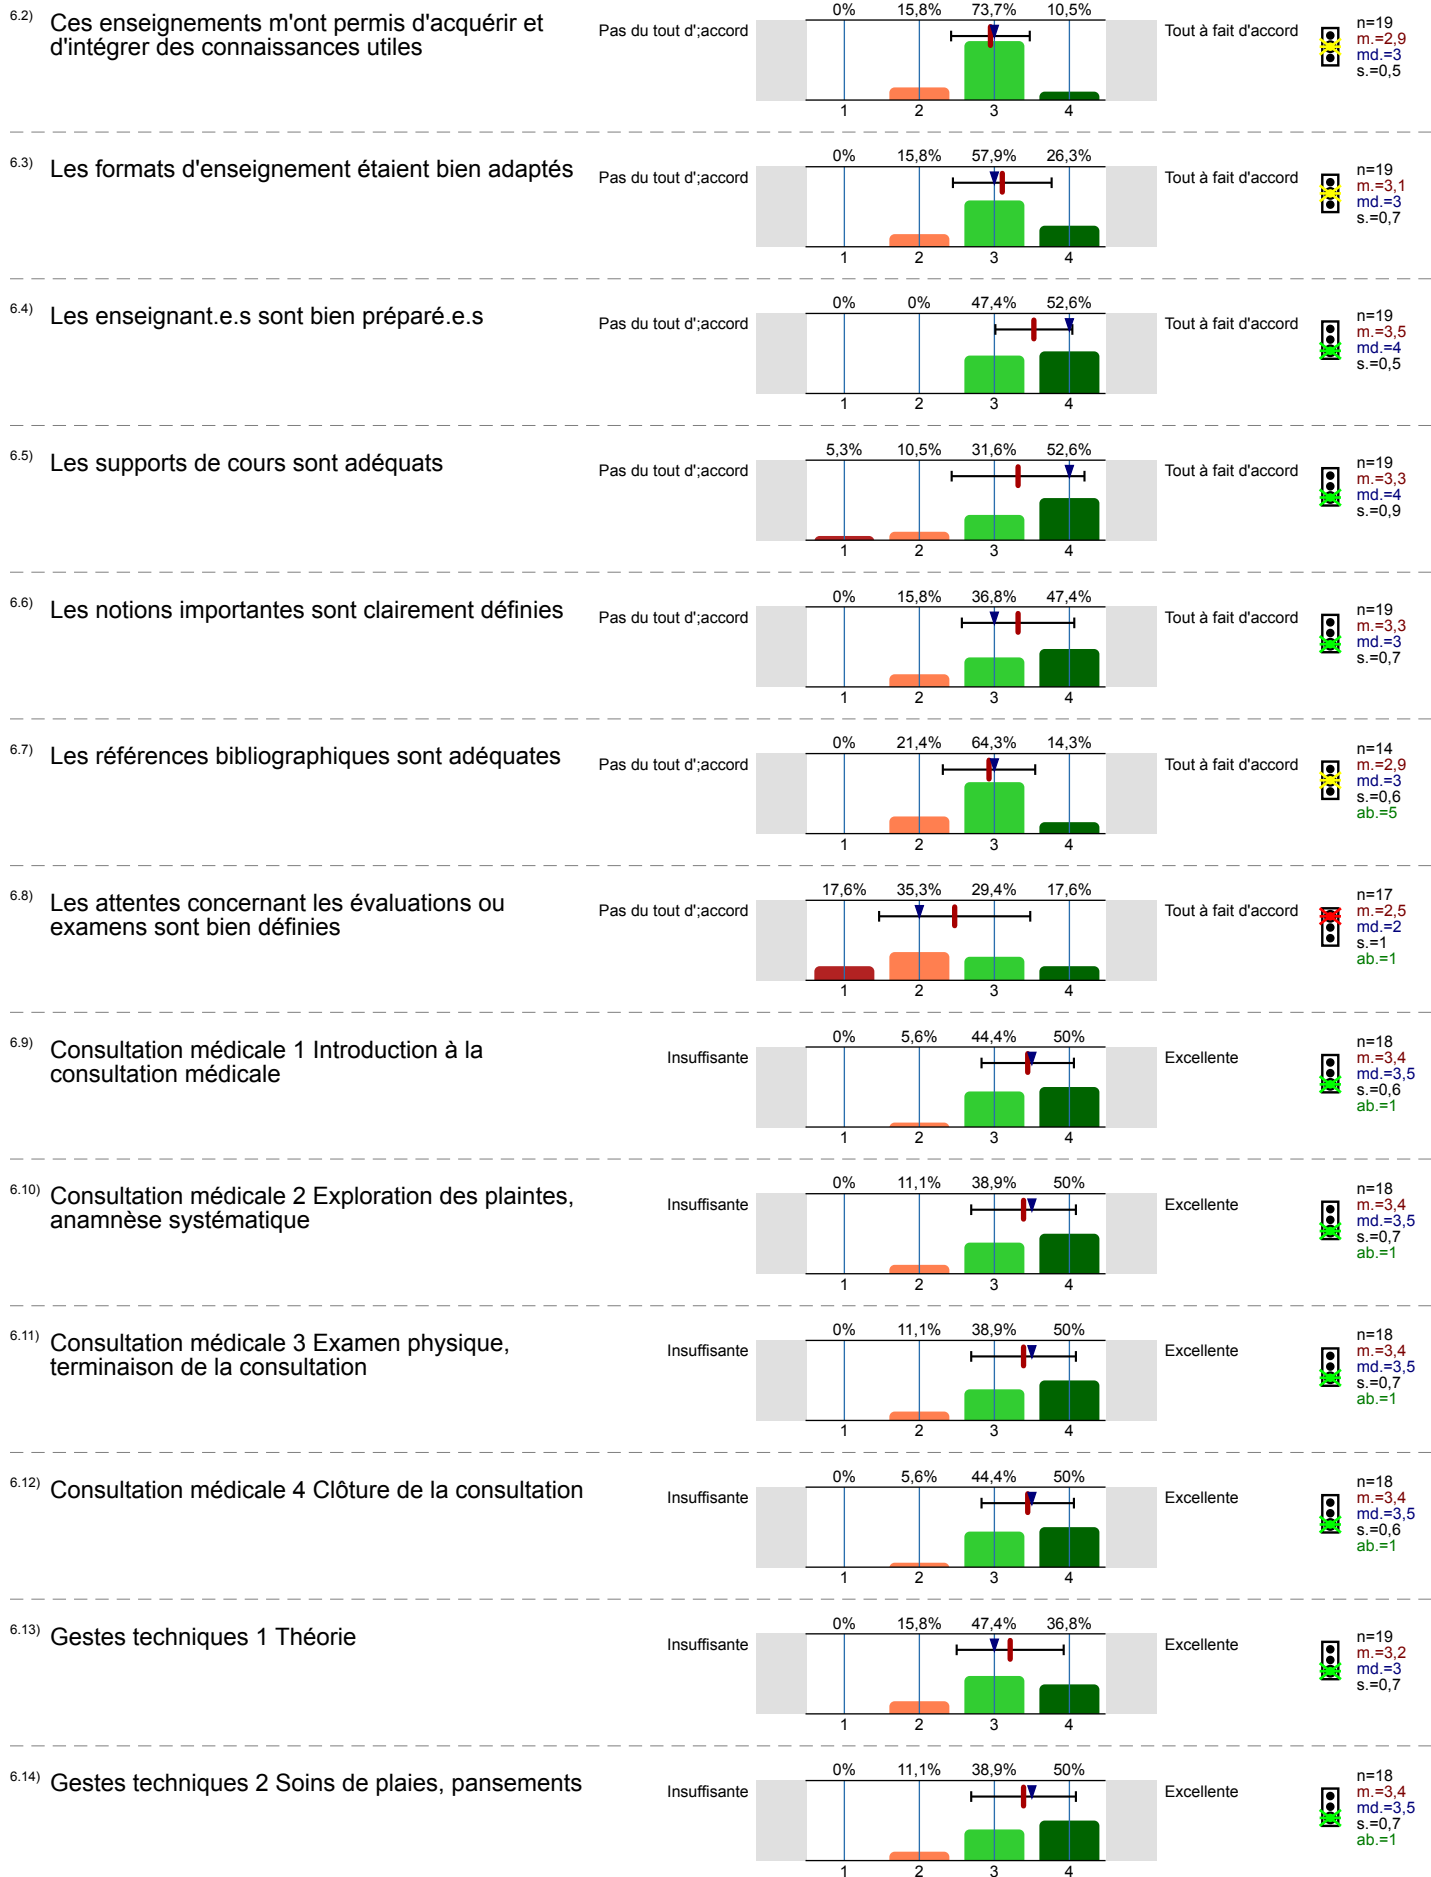 6.2) Ces enseignements m'ont permis d'acquérir et
d'intégrer des connaissances utiles
Pas du tout d';accord
0% 15,8% 73,7% 10,5%
1 2 3 4
Tout à fait d'accord
n=19
m.=2,9
md.=3
s.=0,5
6.3) Les formats d'enseignement étaient bien adaptés
Pas du tout d';accord
0% 15,8% 57,9% 26,3%
1 2 3 4
Tout à fait d'accord
n=19
m.=3,1
md.=3
s.=0,7
6.4) Les enseignant.e.s sont bien préparé.e.s
Pas du tout d';accord
0% 0% 47,4% 52,6%
1 2 3 4
Tout à fait d'accord
n=19
m.=3,5
md.=4
s.=0,5
6.5) Les supports de cours sont adéquats
Pas du tout d';accord
5,3% 10,5% 31,6% 52,6%
1 2 3 4
Tout à fait d'accord
n=19
m.=3,3
md.=4
s.=0,9
6.6) Les notions importantes sont clairement définies
Pas du tout d';accord
0% 15,8% 36,8% 47,4%
1 2 3 4
Tout à fait d'accord
n=19
m.=3,3
md.=3
s.=0,7
6.7) Les références bibliographiques sont adéquates
Pas du tout d';accord
0% 21,4% 64,3% 14,3%
1 2 3 4
Tout à fait d'accord
n=14
m.=2,9
md.=3
s.=0,6
ab.=5
6.8) Les attentes concernant les évaluations ou
examens sont bien définies
Pas du tout d';accord
17,6% 35,3% 29,4% 17,6%
1 2 3 4
Tout à fait d'accord
n=17
m.=2,5
md.=2
s.=1
ab.=1
6.9) Consultation médicale 1 Introduction à la
consultation médicale
Insuffisante
0% 5,6% 44,4% 50%
1 2 3 4
Excellente
n=18
m.=3,4
md.=3,5
s.=0,6
ab.=1
6.10) Consultation médicale 2 Exploration des plaintes,
anamnèse systématique
Insuffisante
0% 11,1% 38,9% 50%
1 2 3 4
Excellente
n=18
m.=3,4
md.=3,5
s.=0,7
ab.=1
6.11) Consultation médicale 3 Examen physique,
terminaison de la consultation
Insuffisante
0% 11,1% 38,9% 50%
1 2 3 4
Excellente
n=18
m.=3,4
md.=3,5
s.=0,7
ab.=1
6.12) Consultation médicale 4 Clôture de la consultation
Insuffisante
0% 5,6% 44,4% 50%
1 2 3 4
Excellente
n=18
m.=3,4
md.=3,5
s.=0,6
ab.=1
6.13) Gestes techniques 1 Théorie
Insuffisante
0% 15,8% 47,4% 36,8%
1 2 3 4
Excellente
n=19
m.=3,2
md.=3
s.=0,7
6.14) Gestes techniques 2 Soins de plaies, pansements
Insuffisante
0% 11,1% 38,9% 50%
1 2 3 4
Excellente
n=18
m.=3,4
md.=3,5
s.=0,7
ab.=1